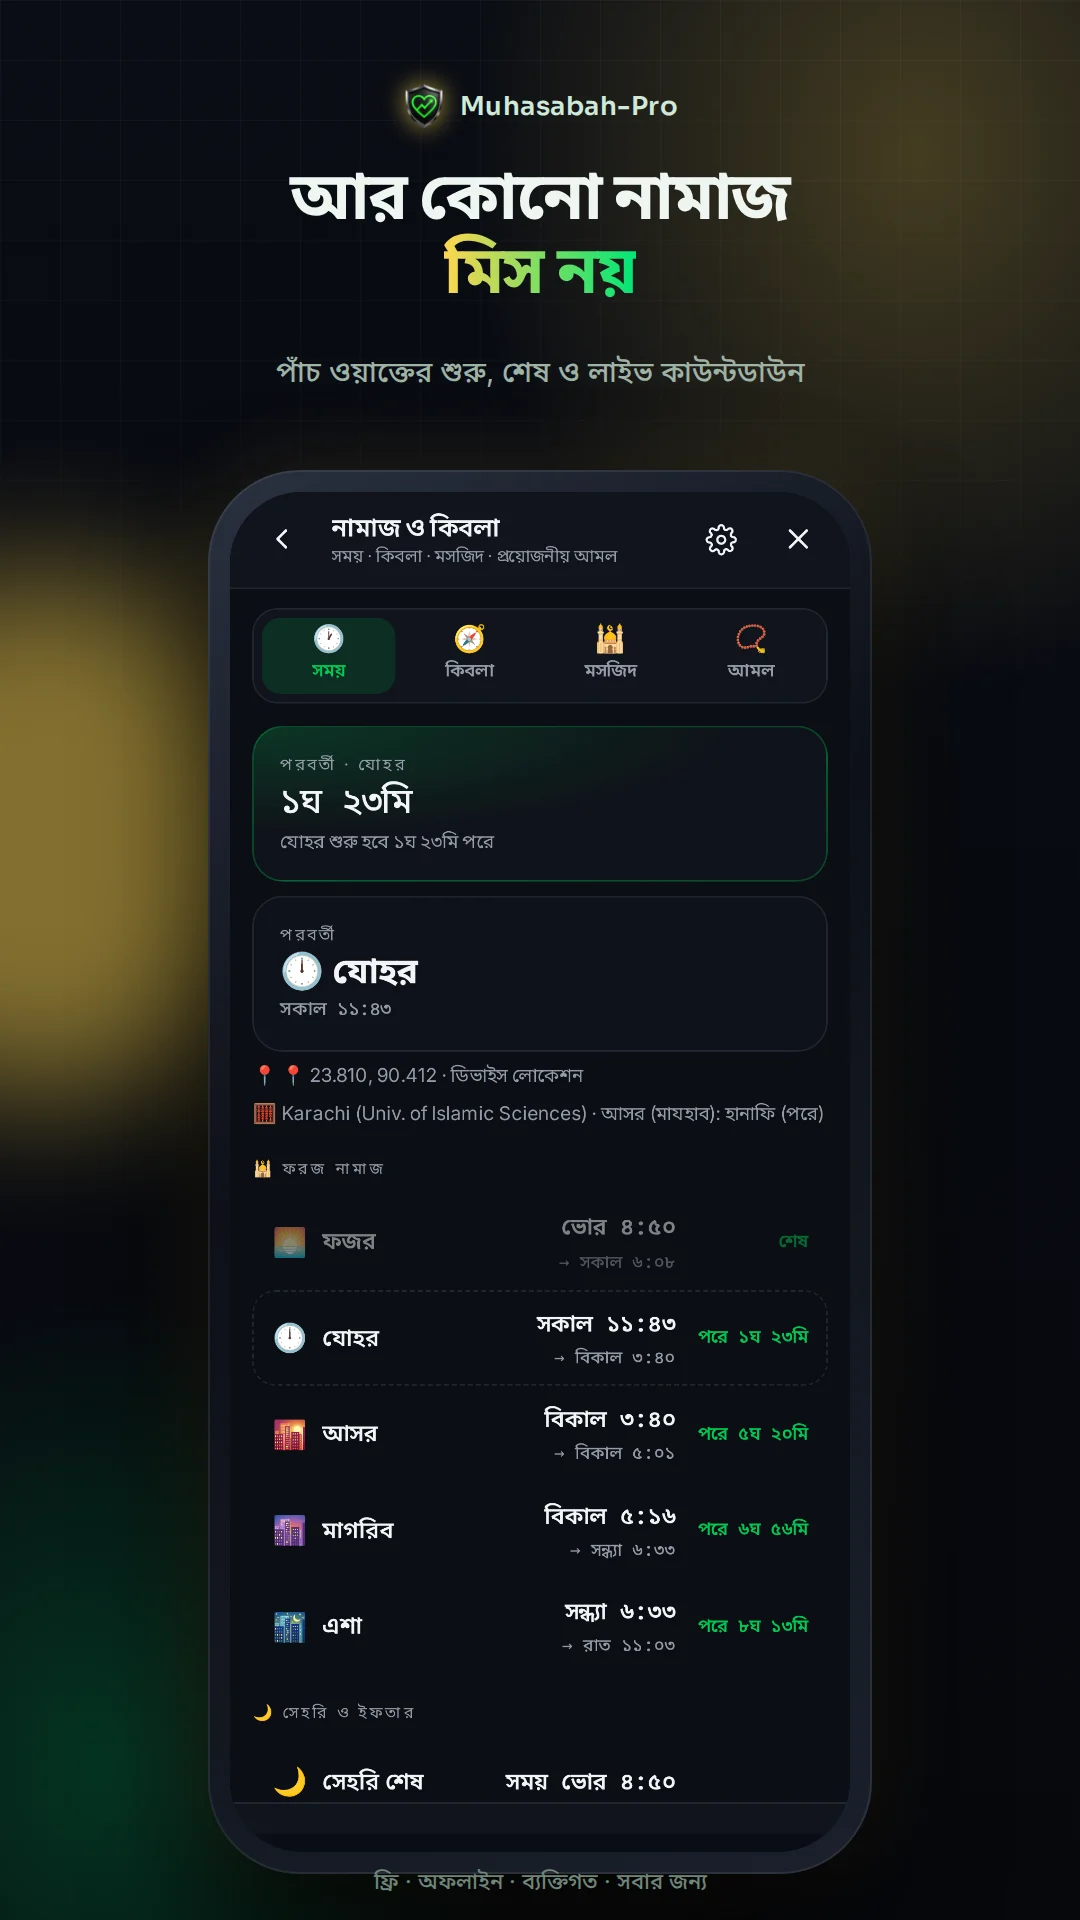 Muhasabah-Pro
আর কোনো নামাজ
মিস নয়
পাঁচ ওয়াক্তের শুরু, শেষ ও লাইভ কাউন্টডাউন
নামাজ ও কিবলা
সময় · কিবলা · মসজিদ · প্রয়োজনীয় আমল
সময় কিবলা মসজিদ আমল
পরবর্তী · যোহর
১ঘ ২৩মি
যোহর শুরু হবে ১ঘ ২৩মি পরে
পরবর্তী
যোহর
সকাল ১১:৪৩
23.810, 90.412 · ডিভাইস লোকেশন
Karachi (Univ. of Islamic Sciences) · আসর (মাযহাব): হানাফি (পরে)
ফরজ নামাজ
ফজর ভোর ৪:৫০ শেষ
→ সকাল ৬:০৮
যোহর সকাল ১১:৪৩ পরে ১ঘ ২৩মি
→ বিকাল ৩:৪০
আসর বিকাল ৩:৪০ পরে ৫ঘ ২০মি
→ বিকাল ৫:০১
মাগরিব বিকাল ৫:১৬ পরে ৬ঘ ৫৬মি
→ সন্ধ্যা ৬:৩৩
এশা সন্ধ্যা ৬:৩৩ পরে ৮ঘ ১৩মি
→ রাত ১১:০৩
সেহরি ও ইফতার
সেহরি শেষ সময় ভোর ৪:৫০
ফ্রি · অফলাইন · ব্যক্তিগত · সবার জন্য